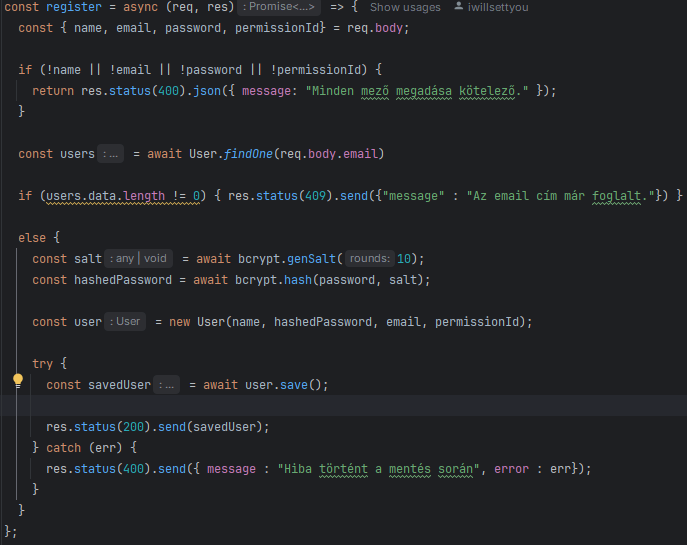 const register = async (req, res) : Promise<...> => { Show usages iwillsettyou
const { name, email, password, permissionId} = req.body;
if (!name || !email || !password || !permissionId) {
return res.status(400).json({ message: "Minden mező megadása kötelező." });
}
const users : ... = await User.findOne(req.body.email)
if (users.data.length != 0) { res.status(409).send({"message" : "Az email cím már foglalt."}) }
else {
const salt : any | void = await bcrypt.genSalt( rounds: 10);
const hashedPassword = await bcrypt.hash(password, salt);
const user : User = new User(name, hashedPassword, email, permissionId);
try {
const savedUser : ... = await user.save();
res.status(200).send(savedUser);
} catch (err) {
res.status(400).send({ message : "Hiba történt a mentés során", error : err});
}
}
};